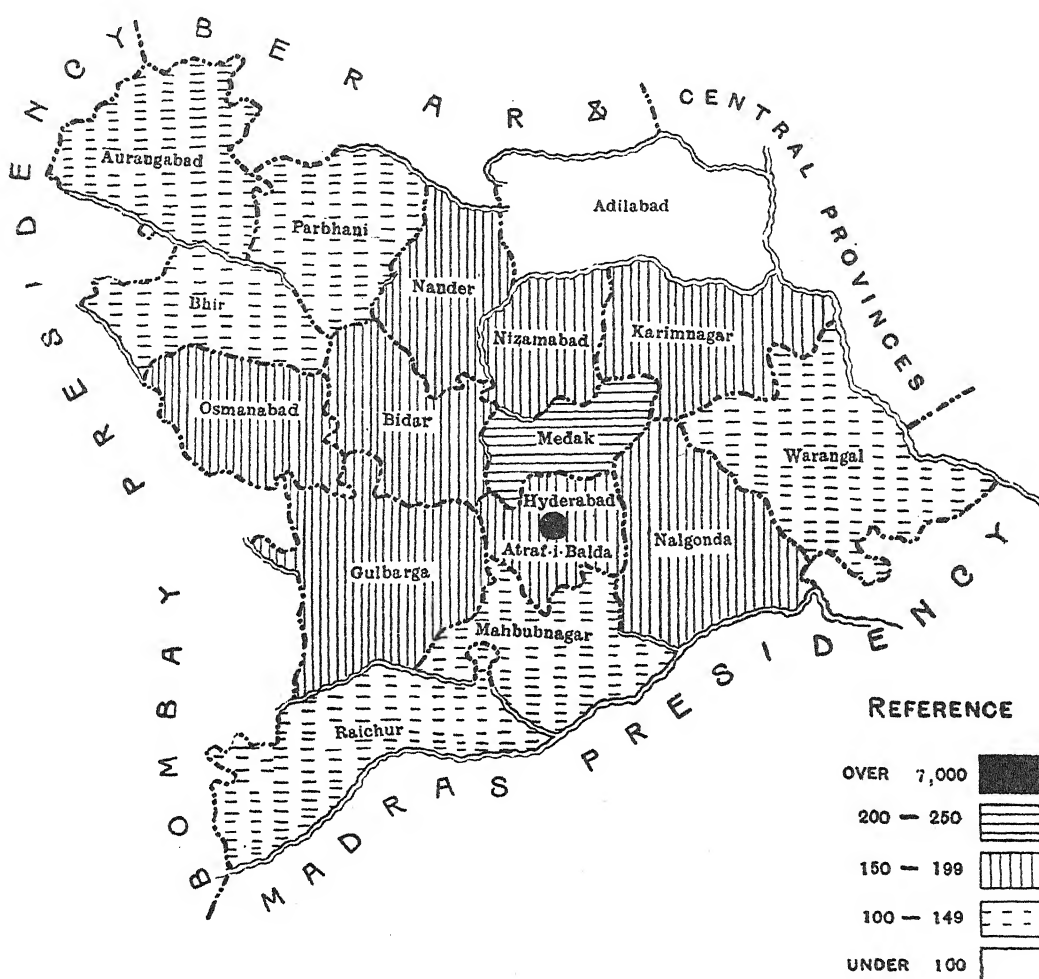 BOMBAY PRESIDENCY
BERAR & CENTRAL PROVINCES
Aurangabad
Parbhani
Adilabad
Nander
Bhir
Nizamabad
Karimnagar
Osmanabad
Bidar
Medak
Warangal
Hyderabad
Atraf-i-Balda
Nalgonda
Gulbarga
Mahbubnagar
Raichur
MADRAS PRESIDENCY
REFERENCE
OVER 7,000
200 — 250
150 — 199
100 — 149
UNDER 100